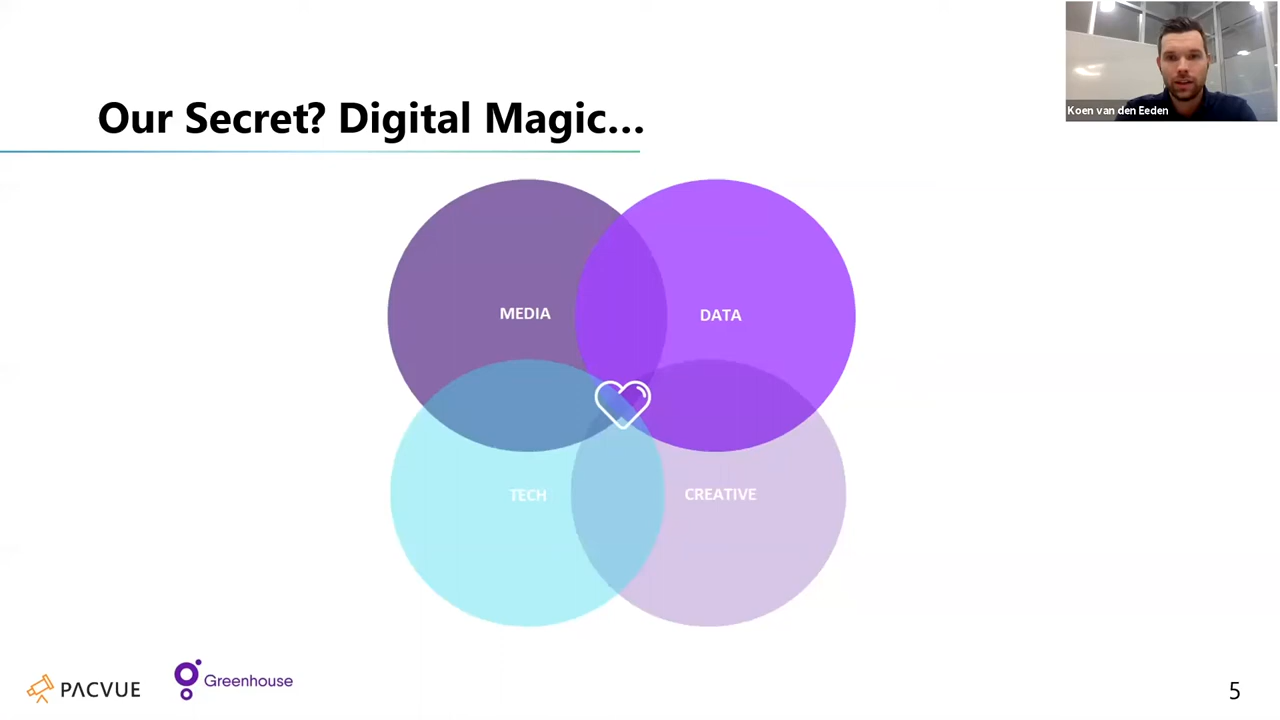 Koen van den Eeden
Our Secret? Digital Magic...
MEDIA
DATA
TECH
CREATIVE
PACVUE
Greenhouse
5